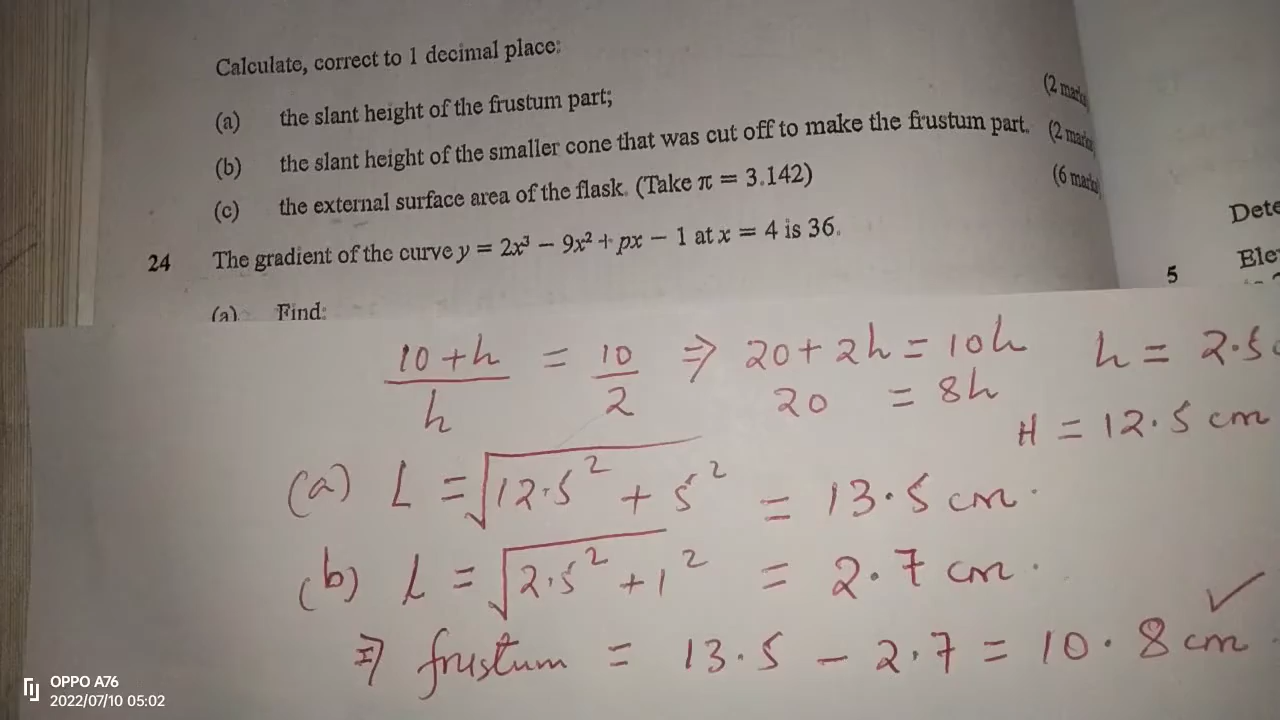 Calculate, correct to 1 decimal place:
(a) the slant height of the frustum part; (2 marks
(b) the slant height of the smaller cone that was cut off to make the frustum part. (2 marks
(c) the external surface area of the flask. (Take π = 3.142) (6 marks)
24 The gradient of the curve y = 2x³ − 9x² + px − 1 at x = 4 is 36.
(a) Find:
Dete
5 Ele
10 + h / h = 10 / 2 ⇒ 20 + 2h = 10h h = 2.5
20 = 8h
H = 12.5 cm
(a) L = √12.5² + 5² = 13.5 cm.
(b) L = √2.5² + 1² = 2.7 cm.
⇒ frustum = 13.5 − 2.7 = 10.8 cm ✓
OPPO A76
2022/07/10 05:02